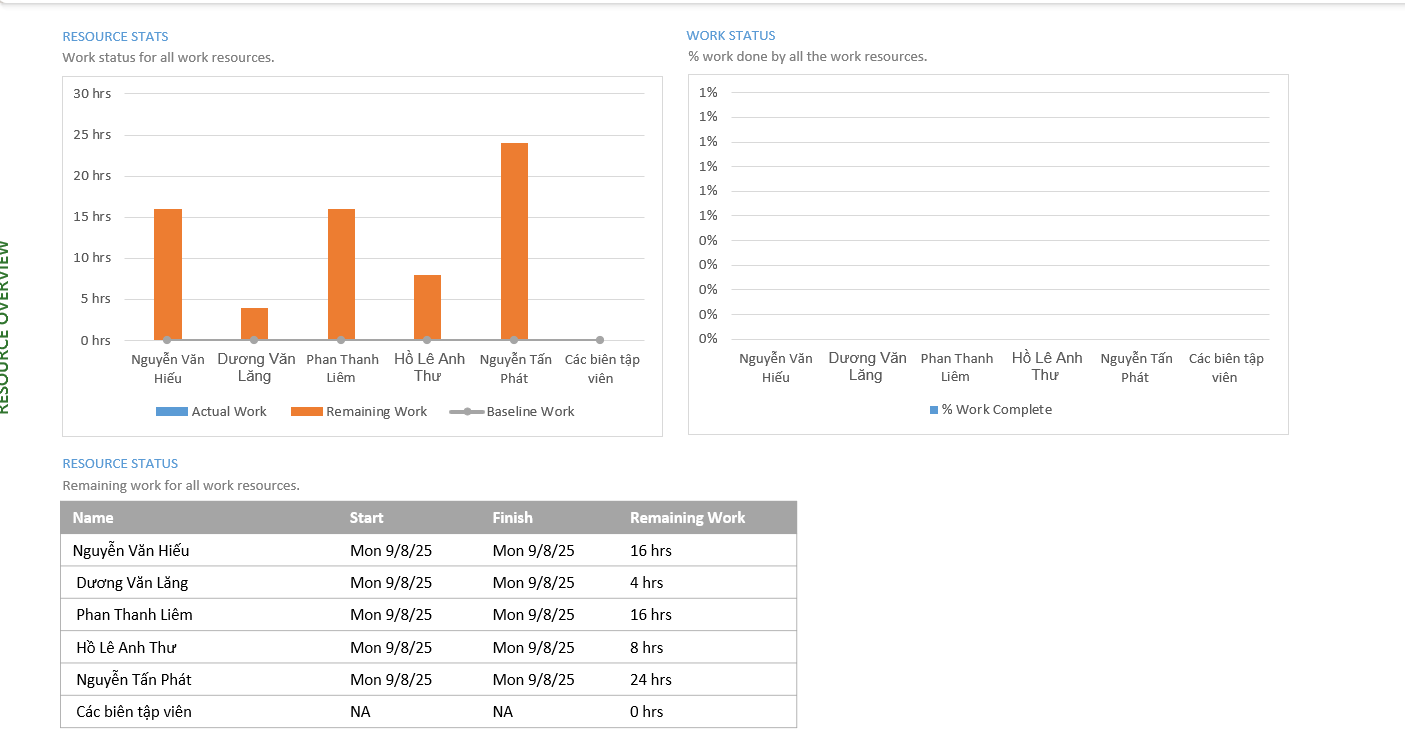 RESOURCE OVERVIEW
RESOURCE STATS
Work status for all work resources.
30 hrs
25 hrs
20 hrs
15 hrs
10 hrs
5 hrs
0 hrs
Nguyễn Văn Hiếu
Dương Văn Lăng
Phan Thanh Liêm
Hồ Lê Anh Thư
Nguyễn Tấn Phát
Các biên tập viên
Actual Work
Remaining Work
Baseline Work
WORK STATUS
% work done by all the work resources.
1%
1%
1%
1%
1%
1%
0%
0%
0%
0%
0%
Nguyễn Văn Hiếu
Dương Văn Lăng
Phan Thanh Liêm
Hồ Lê Anh Thư
Nguyễn Tấn Phát
Các biên tập viên
% Work Complete
RESOURCE STATUS
Remaining work for all work resources.
Name Start Finish Remaining Work
Nguyễn Văn Hiếu Mon 9/8/25 Mon 9/8/25 16 hrs
Dương Văn Lăng Mon 9/8/25 Mon 9/8/25 4 hrs
Phan Thanh Liêm Mon 9/8/25 Mon 9/8/25 16 hrs
Hồ Lê Anh Thư Mon 9/8/25 Mon 9/8/25 8 hrs
Nguyễn Tấn Phát Mon 9/8/25 Mon 9/8/25 24 hrs
Các biên tập viên NA NA 0 hrs